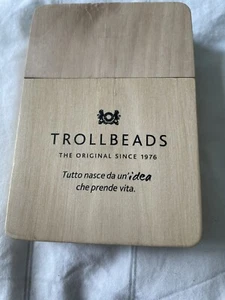 TROLLBEADS
THE ORIGINAL SINCE 1976
Tutto nasce da un'idea
che prende vita.